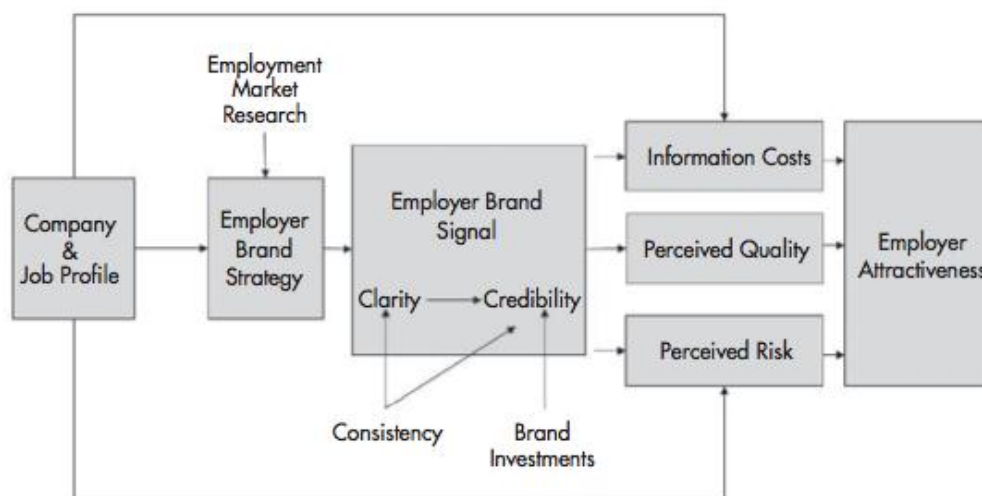 Employment
Market
Research
Company
&
Job Profile
Employer
Brand
Strategy
Employer Brand
Signal
Clarity
Credibility
Consistency
Brand
Investments
Information Costs
Perceived Quality
Perceived Risk
Employer
Attractiveness